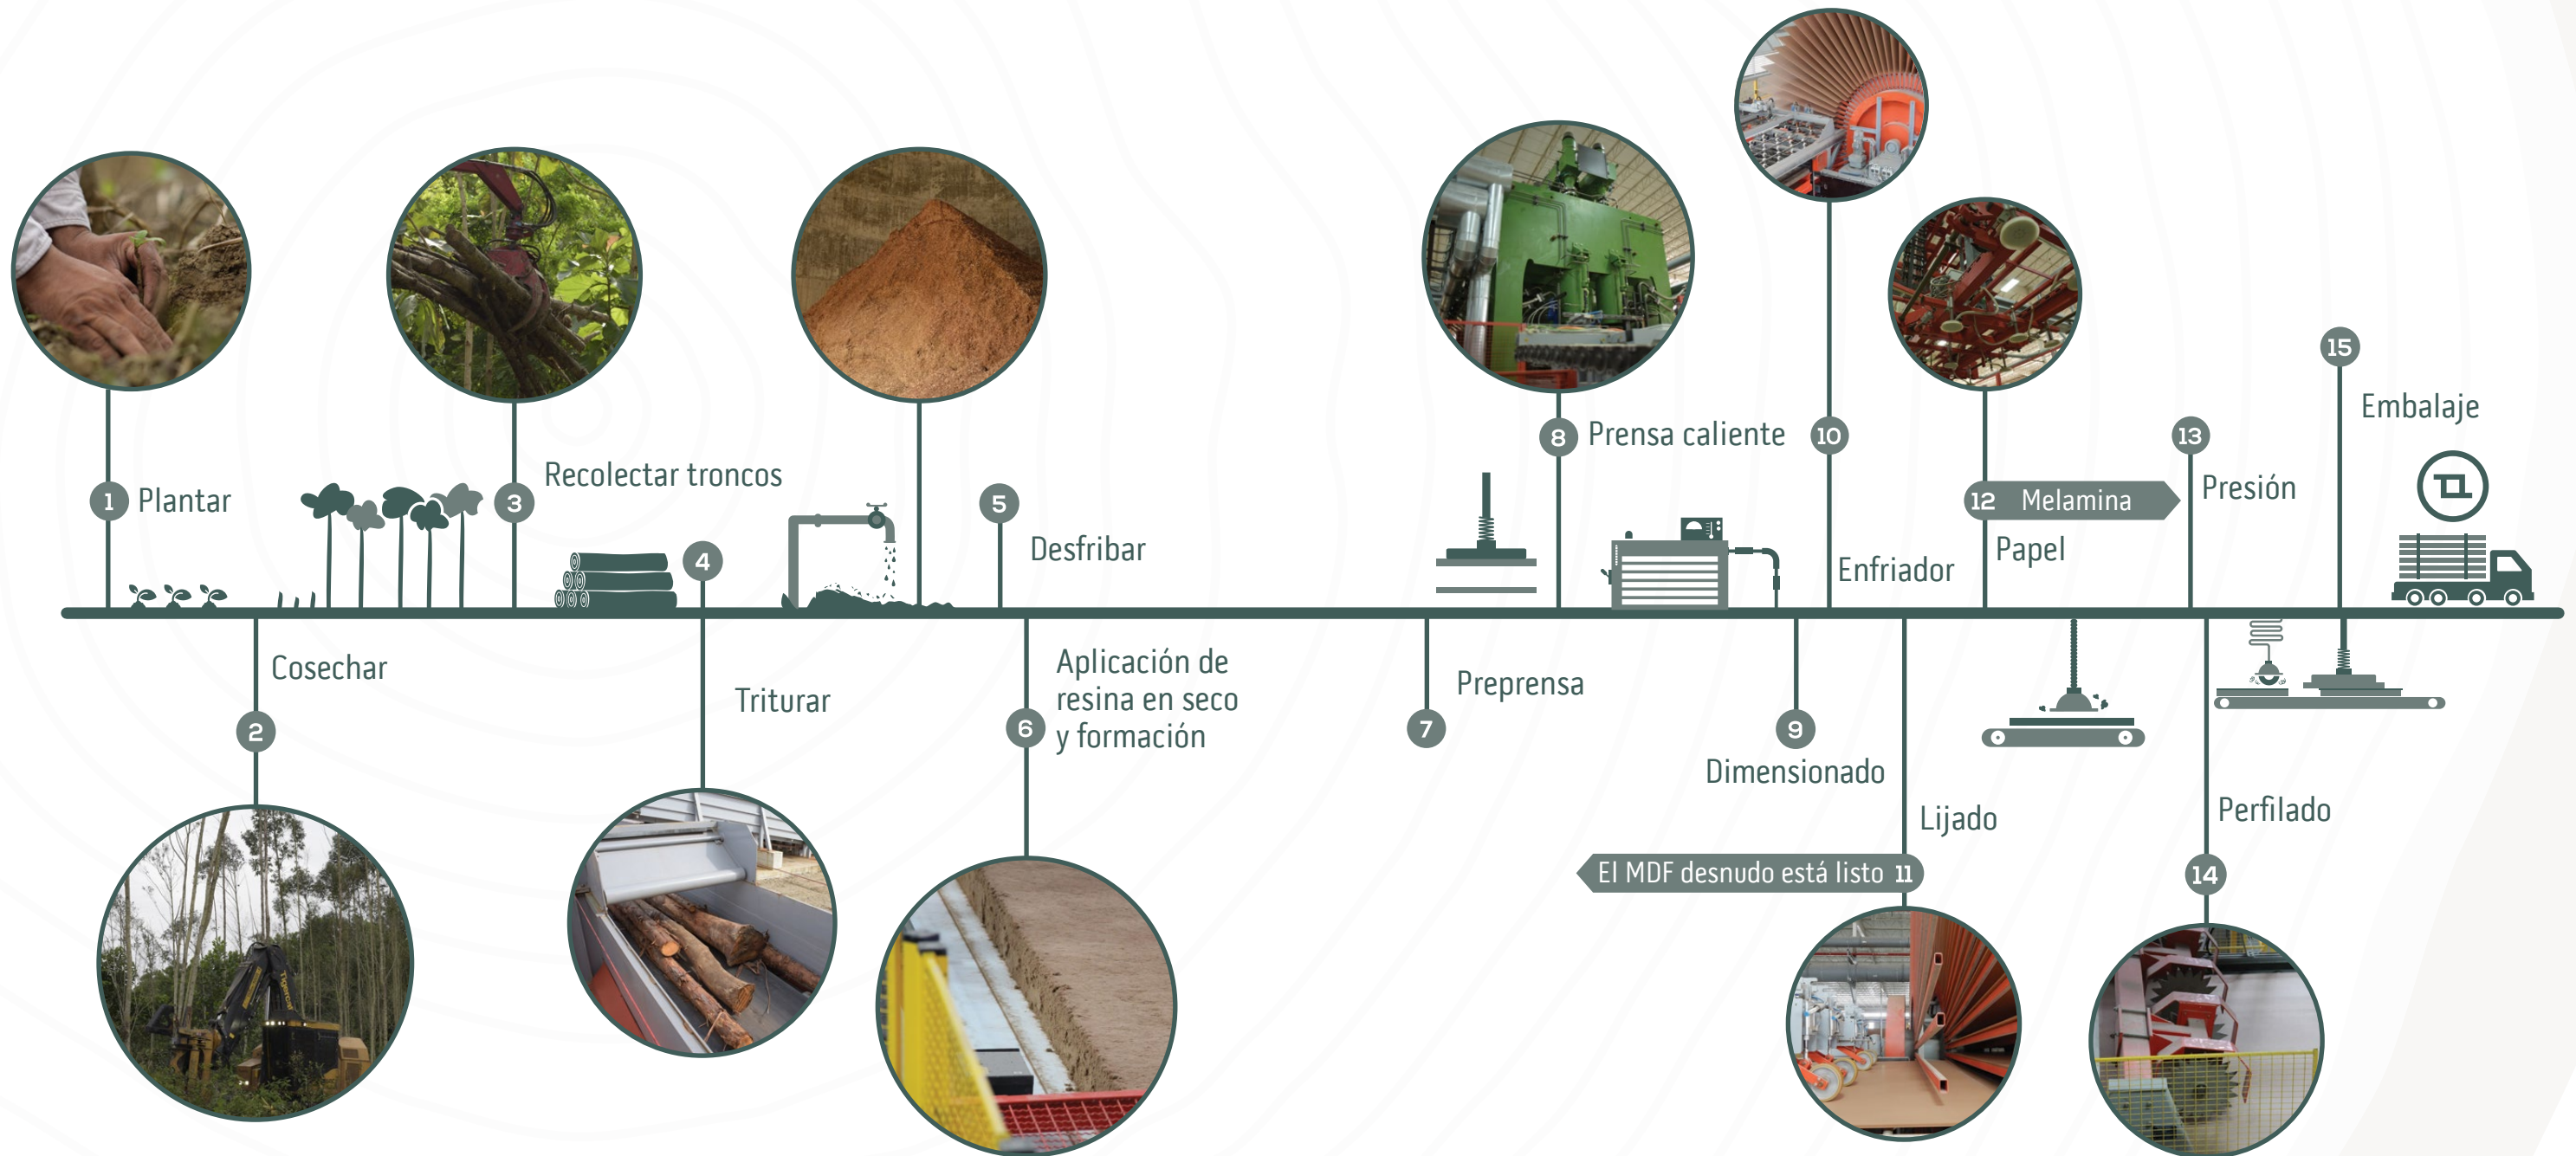 1 Plantar
2
Cosechar
3
Recolectar troncos
4
Triturar
5
Desfribar
6
Aplicación de
resina en seco
y formación
7
Preprensa
8 Prensa caliente
9
Dimensionado
10
Enfriador
Lijado
El MDF desnudo está listo 11
12 Melamina
Papel
13
Presión
Perfilado
14
15
Embalaje
Tigercat